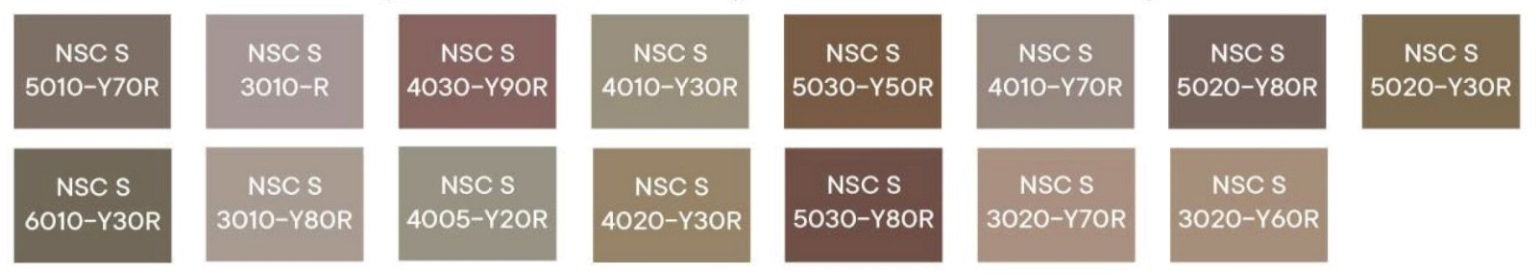 NSC S
5010-Y70R
NSC S
3010-R
NSC S
4030-Y90R
NSC S
4010-Y30R
NSC S
5030-Y50R
NSC S
4010-Y70R
NSC S
5020-Y80R
NSC S
5020-Y30R
NSC S
6010-Y30R
NSC S
3010-Y80R
NSC S
4005-Y20R
NSC S
4020-Y30R
NSC S
5030-Y80R
NSC S
3020-Y70R
NSC S
3020-Y60R